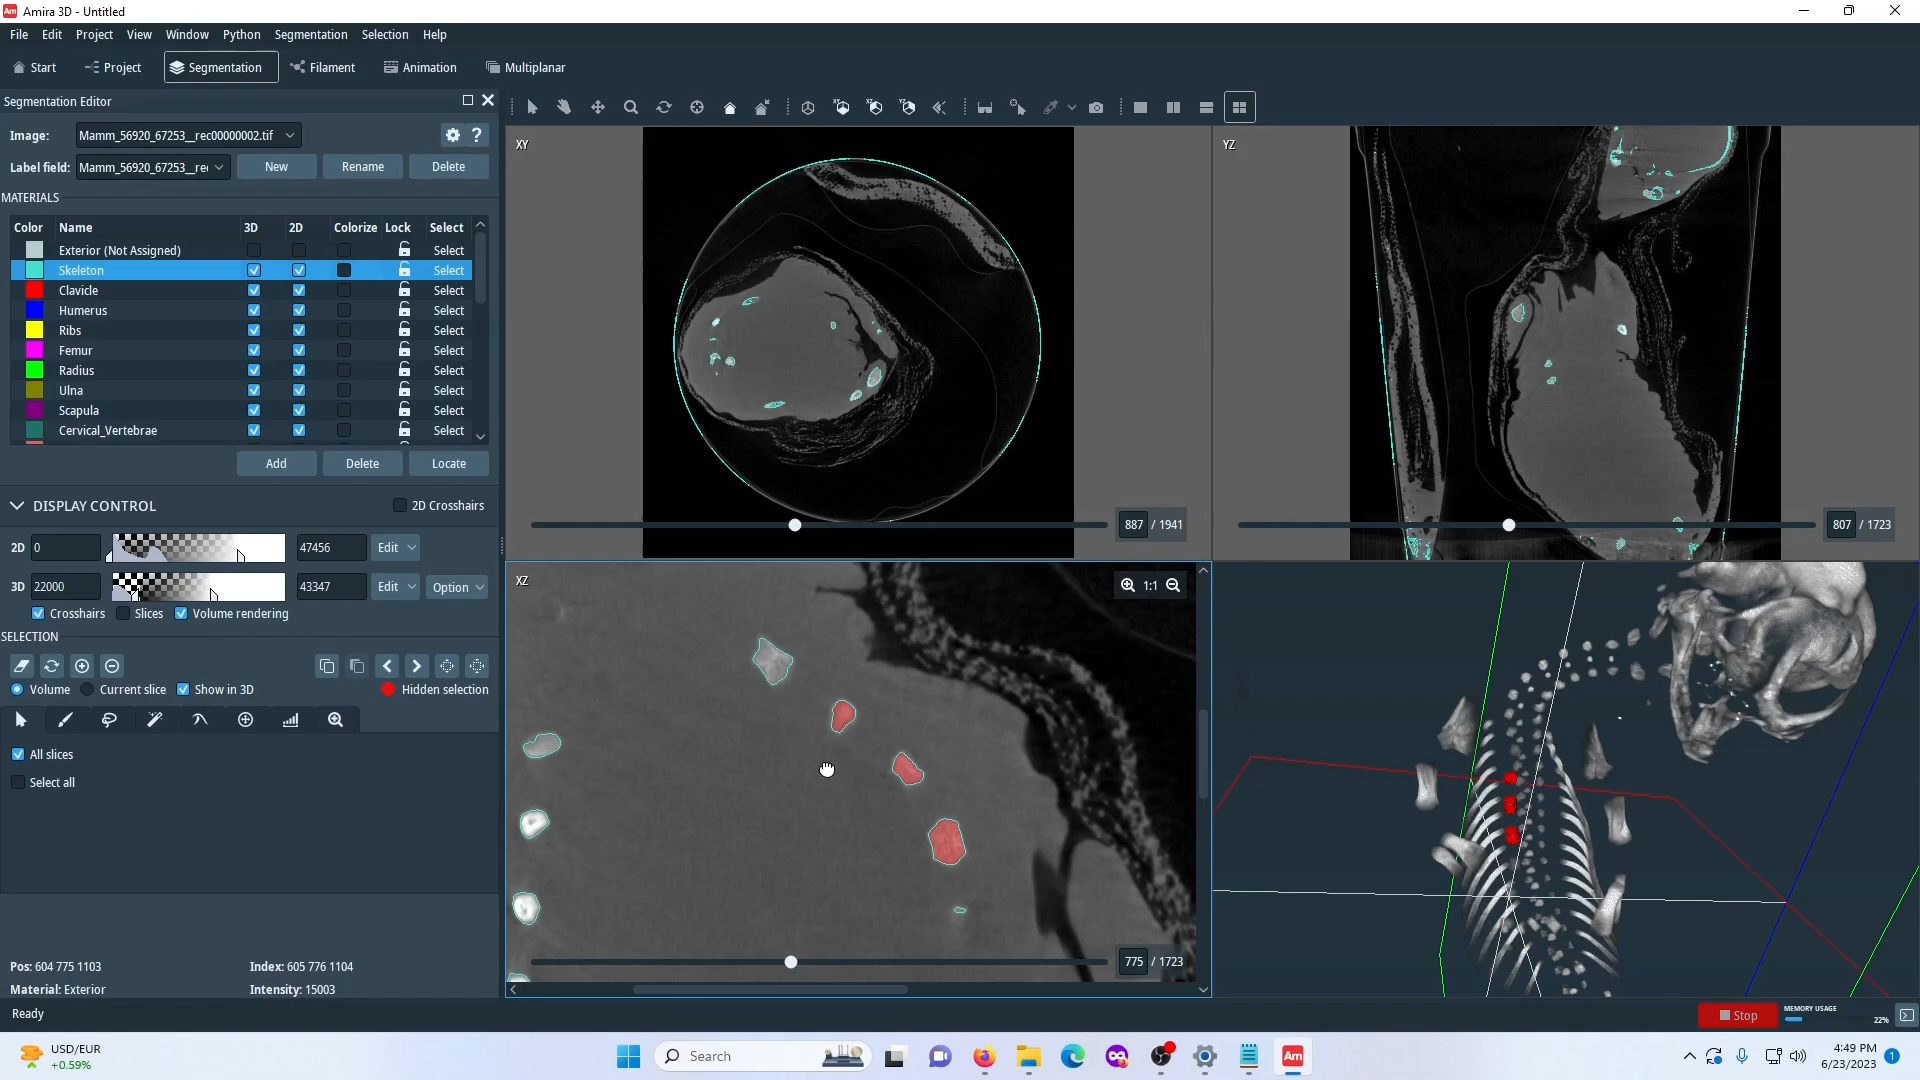 Am Amira 3D - Untitled
File Edit Project View Window Python Segmentation Selection Help
Start Project Segmentation Filament Animation Multiplanar
Segmentation Editor
Image: Mamm_56920_67253__rec00000002.tif
Label field: Mamm_56920_67253__re New Rename Delete
MATERIALS
Color Name 3D 2D Colorize Lock Select
Exterior (Not Assigned) Select
Skeleton Select
Clavicle Select
Humerus Select
Ribs Select
Femur Select
Radius Select
Ulna Select
Scapula Select
Cervical_Vertebrae Select
Add Delete Locate
DISPLAY CONTROL 2D Crosshairs
2D 0 47456 Edit
3D 22000 43347 Edit Option
Crosshairs Slices Volume rendering
SELECTION
Volume Current slice Show in 3D Hidden selection
All slices
Select all
Pos: 604 775 1103 Index: 605 776 1104
Material: Exterior Intensity: 15003
Ready
XY
887 / 1941
YZ
807 / 1723
XZ
1:1
775 / 1723
Stop MEMORY USAGE
22%
USD/EUR
+0.59%
Search
Am
4:49 PM
6/23/2023
1